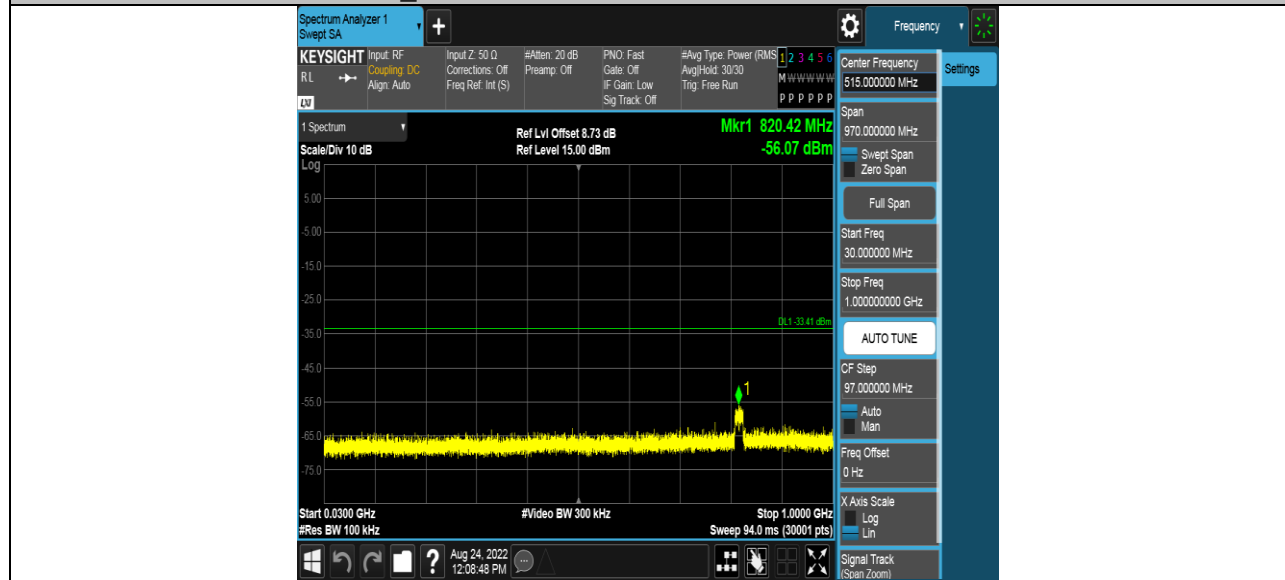 Spectrum Analyzer 1
Swept SA
+
Frequency
KEYSIGHT
RL
LXI
Input: RF
Coupling: DC
Align: Auto
Input Z: 50 Ω
Corrections: Off
Freq Ref: Int (S)
#Atten: 20 dB
Preamp: Off
PNO: Fast
Gate: Off
IF Gain: Low
Sig Track: Off
#Avg Type: Power (RMS
Avg|Hold: 30/30
Trig: Free Run
1 2 3 4 5 6
M W W W W W
P P P P P P
1 Spectrum
Scale/Div 10 dB
Log
Ref Lvl Offset 8.73 dB
Ref Level 15.00 dBm
Mkr1 820.42 MHz
-56.07 dBm
5.00
-5.00
-15.0
-25.0
-35.0
-45.0
-55.0
-65.0
-75.0
DL1 -33.41 dBm
1
Start 0.0300 GHz
#Res BW 100 kHz
#Video BW 300 kHz
Stop 1.0000 GHz
Sweep 94.0 ms (30001 pts)
Aug 24, 2022
12:08:48 PM
Center Frequency
515.000000 MHz
Span
970.000000 MHz
Swept Span
Zero Span
Full Span
Start Freq
30.000000 MHz
Stop Freq
1.000000000 GHz
AUTO TUNE
CF Step
97.000000 MHz
Auto
Man
Freq Offset
0 Hz
X Axis Scale
Log
Lin
Signal Track
(Span Zoom)
Settings